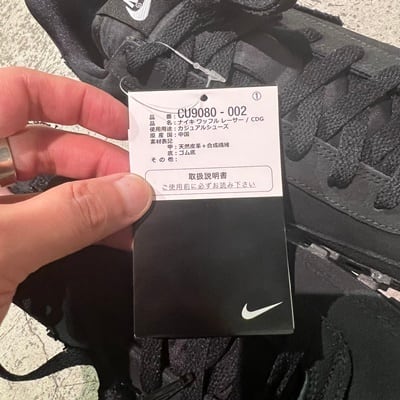 ①
品 番：CU9080 - 002
品 名：ナイキ ワッフル レーサー / CDG
使用用途：カジュアルシューズ
原 産 国：中国
素材表記
甲：天然皮革＋合成繊維
底：ゴム底
その他：
取扱説明書
ご使用前に必ずお読み下さい